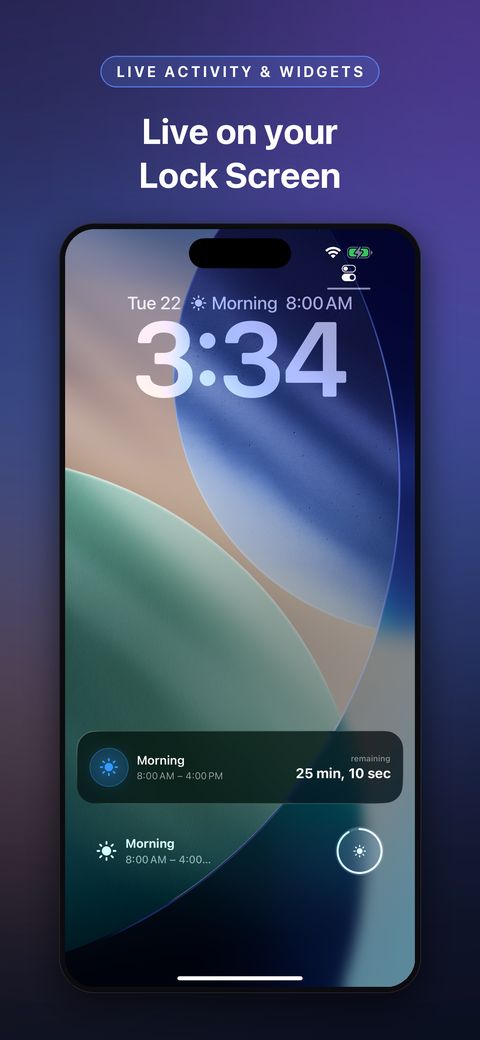 LIVE ACTIVITY & WIDGETS
Live on your
Lock Screen
Tue 22 Morning 8:00 AM
3:34
Morning
8:00 AM – 4:00 PM
remaining
25 min, 10 sec
Morning
8:00 AM – 4:00...